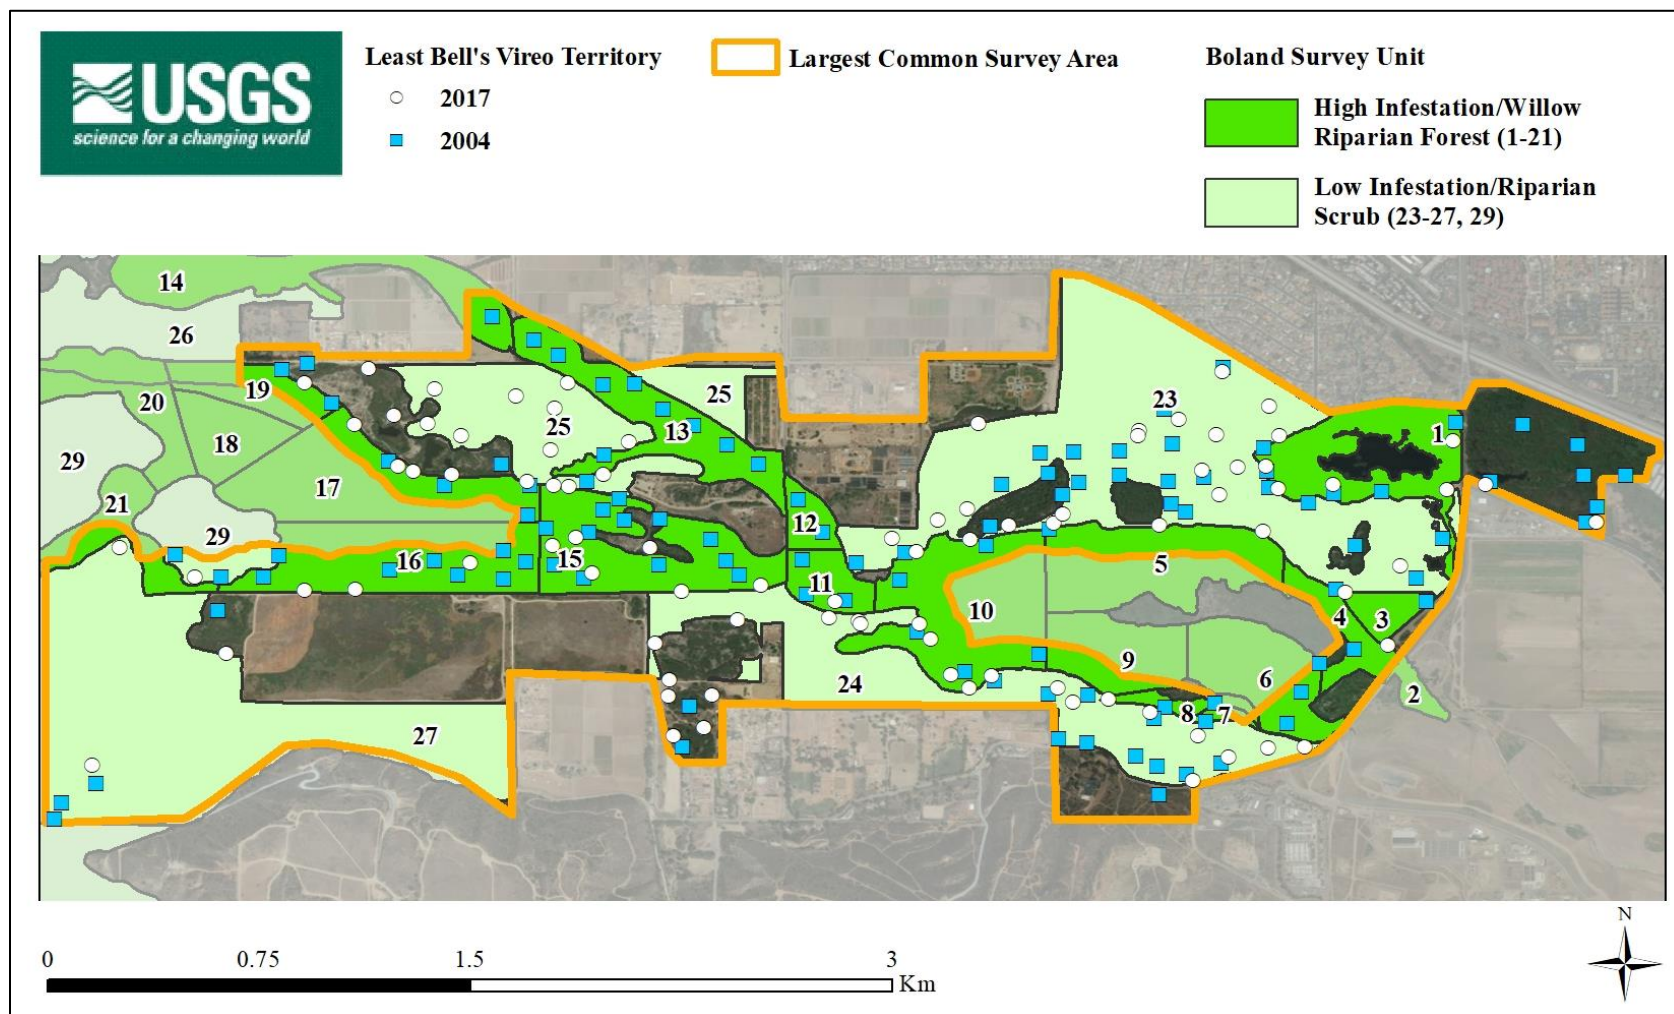 USGS
science for a changing world
Least Bell's Vireo Territory
2017
2004
Largest Common Survey Area
Boland Survey Unit
High Infestation/Willow
Riparian Forest (1-21)
Low Infestation/Riparian
Scrub (23-27, 29)
14
26
19
20
25
25
13
23
1
18
29
17
21
12
29
16
15
11
5
10
4
3
9
24
6
2
8
7
27
N
0 0.75 1.5 3
Km